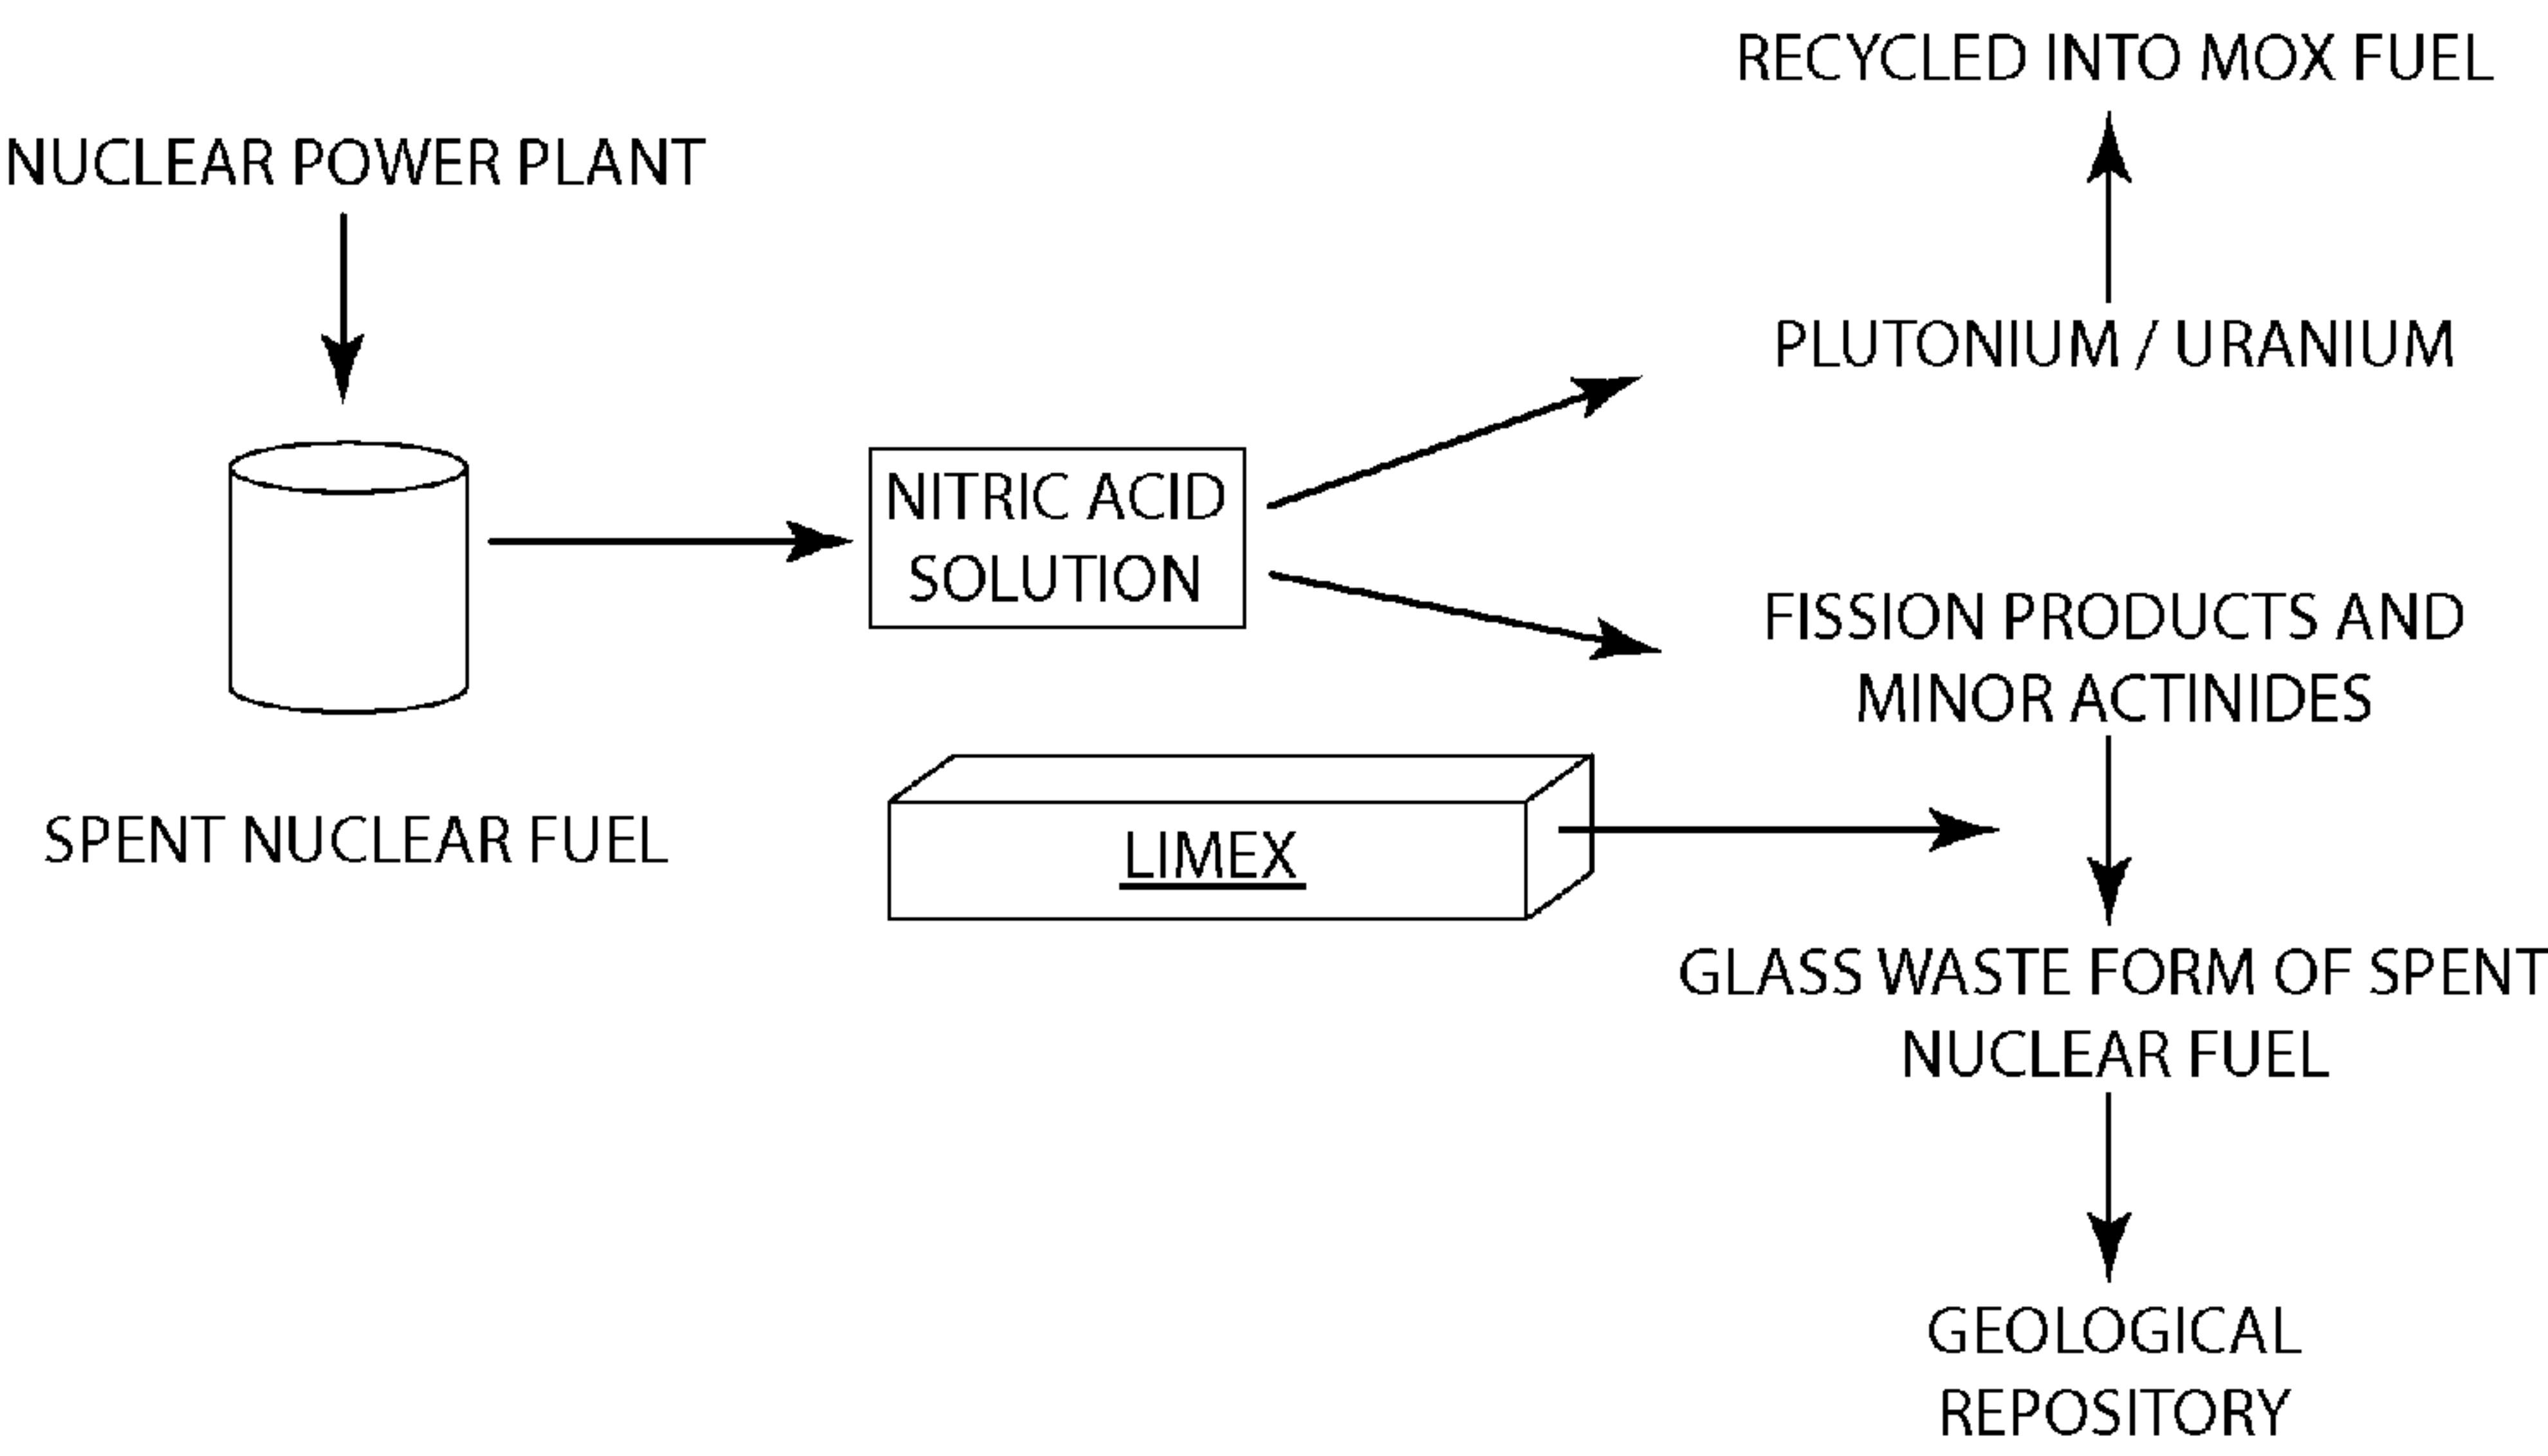 RECYCLED INTO MOX FUEL
NUCLEAR POWER PLANT
PLUTONIUM / URANIUM
NITRIC ACID
SOLUTION
FISSION PRODUCTS AND
MINOR ACTINIDES
SPENT NUCLEAR FUEL
LIMEX
GLASS WASTE FORM OF SPENT
NUCLEAR FUEL
GEOLOGICAL
REPOSITORY